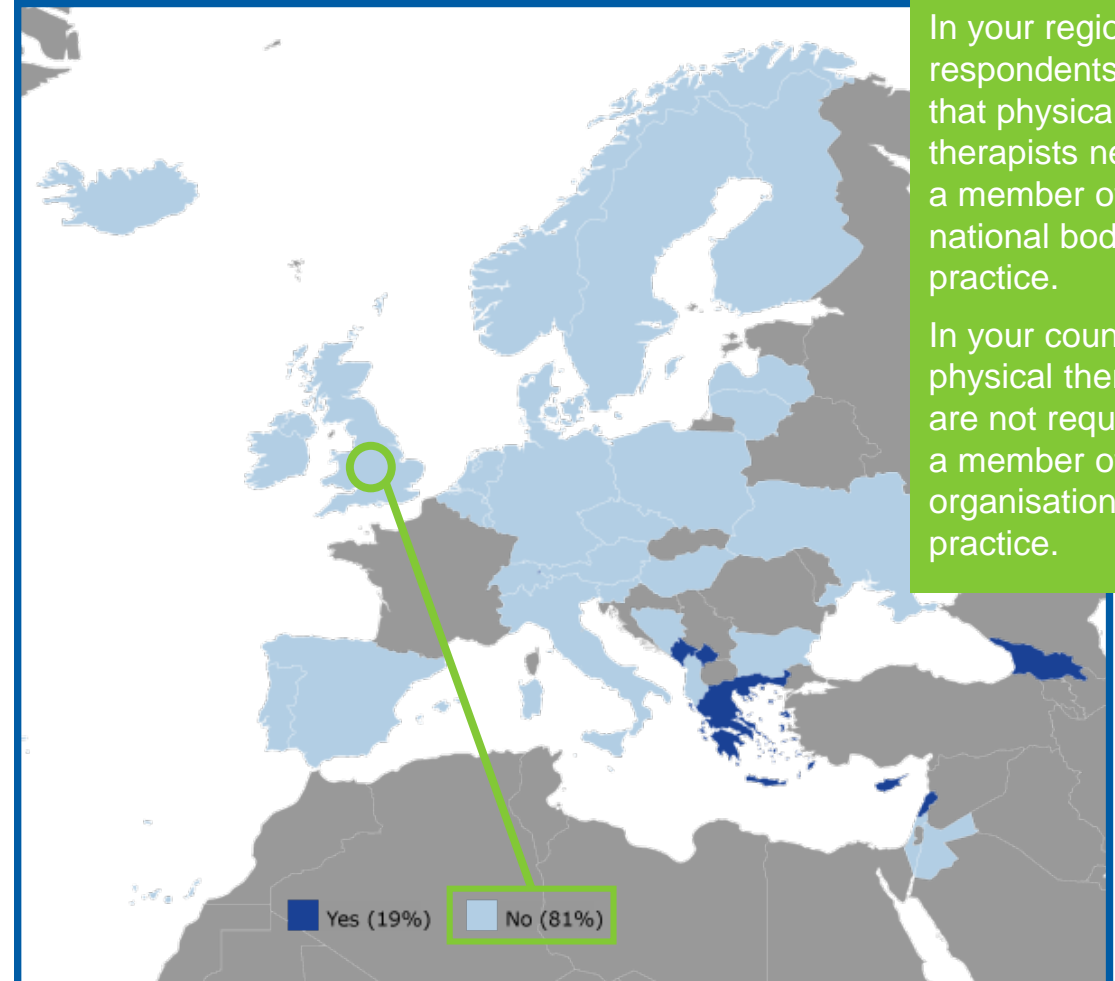 In your regio
respondents
that physica
therapists ne
a member o
national bod
practice.
In your coun
physical ther
are not requ
a member o
organisation
practice.
Yes (19%)
No (81%)